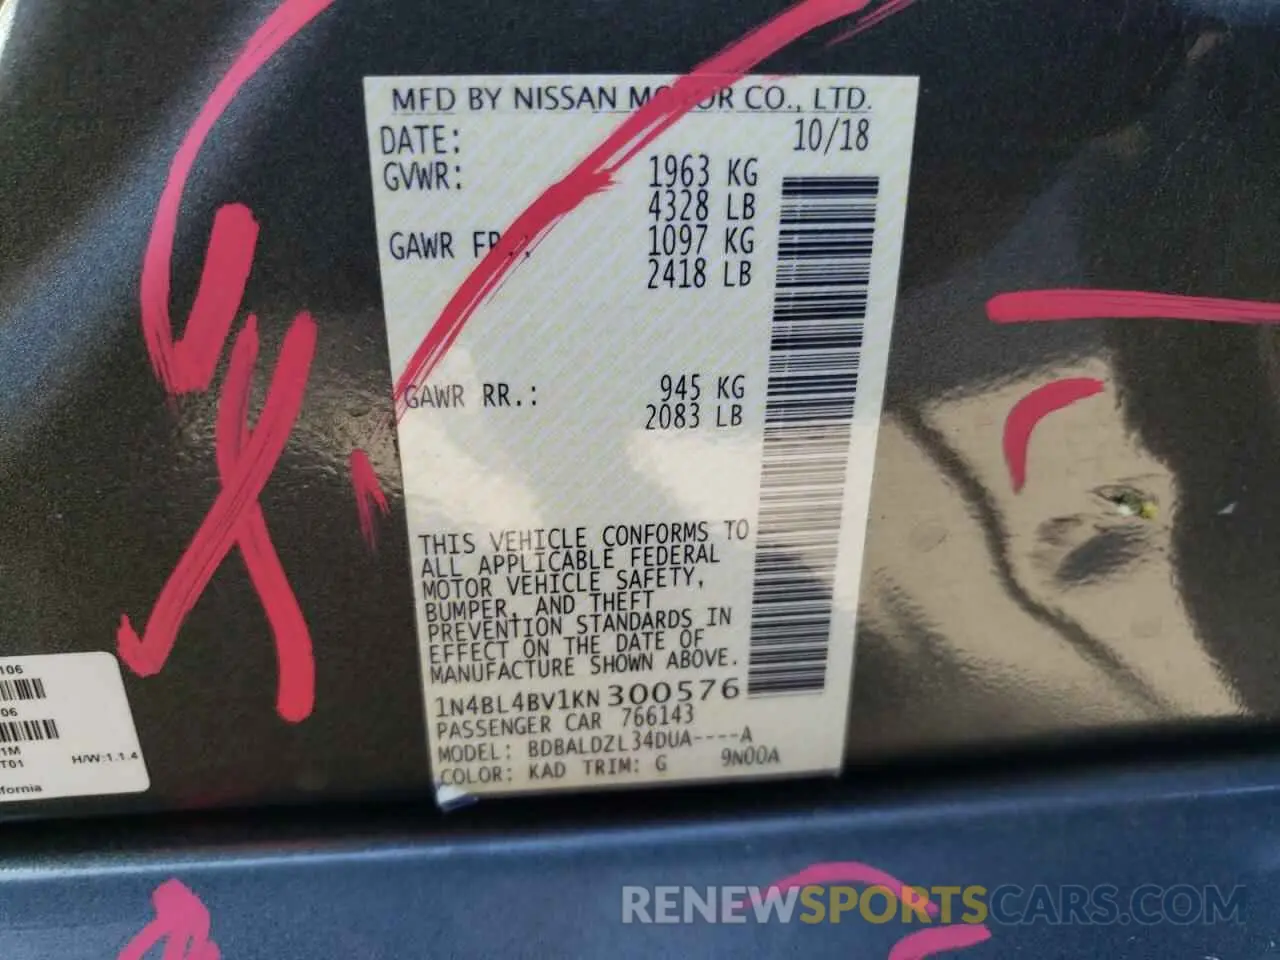 MFD BY NISSAN MOTOR CO., LTD.
DATE: 10/18
GVWR: 1963 KG
4328 LB
GAWR FR.: 1097 KG
2418 LB
GAWR RR.: 945 KG
2083 LB
THIS VEHICLE CONFORMS TO
ALL APPLICABLE FEDERAL
MOTOR VEHICLE SAFETY,
BUMPER, AND THEFT
PREVENTION STANDARDS IN
EFFECT ON THE DATE OF
MANUFACTURE SHOWN ABOVE.
1N4BL4BV1KN300576
PASSENGER CAR 766143
MODEL: BDBALDZL34DUA----A
COLOR: KAD TRIM: G 9N00A
106
06
1M
T01 H/W:1.1.4
fornia
RENEWSPORTSCARS.COM